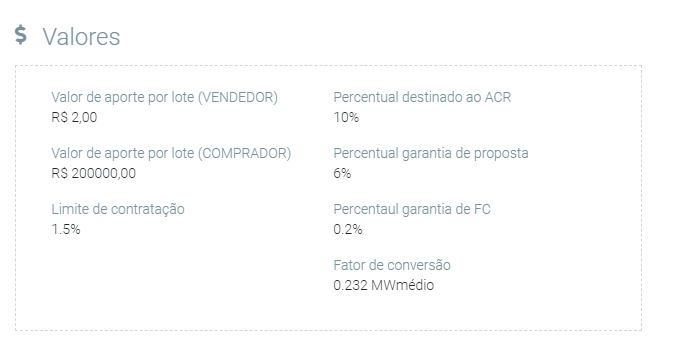 $ Valores
Valor de aporte por lote (VENDEDOR)
R$ 2,00
Valor de aporte por lote (COMPRADOR)
R$ 200000,00
Limite de contratação
1.5%
Percentual destinado ao ACR
10%
Percentual garantia de proposta
6%
Percentaul garantia de FC
0.2%
Fator de conversão
0.232 MWmédio